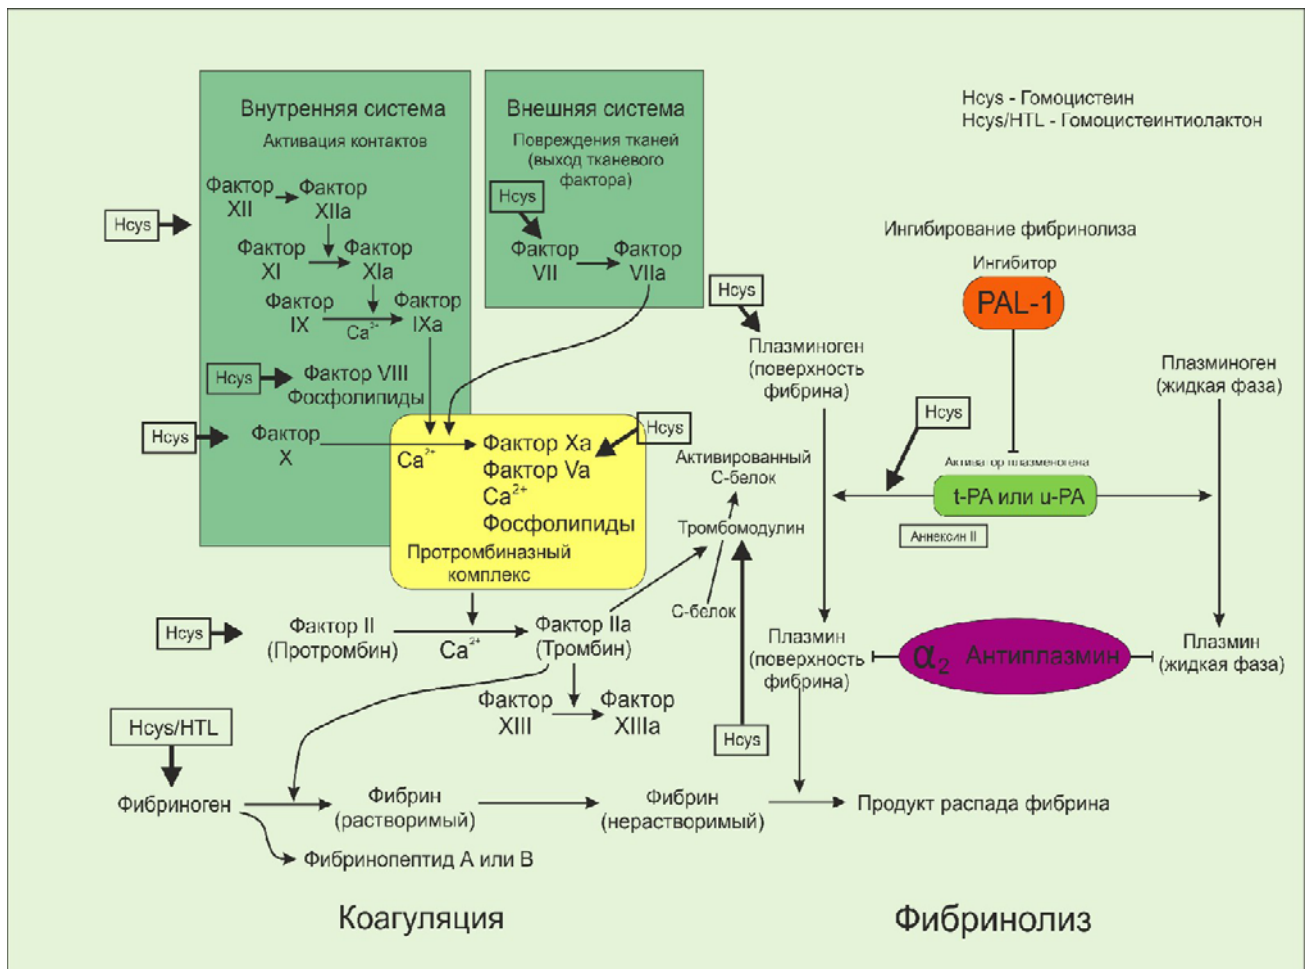 Hcys - Гомоцистеин
Hcys/HTL - Гомоцистеинтиолактон
Внутренняя система
Активация контактов
Фактор
XII
Фактор
XIIa
Hcys
Фактор
XI
Фактор
XIa
Фактор
IX
Ca²⁺
Фактор
IXa
Hcys
Фактор VIII
Фосфолипиды
Hcys
Фактор
X
Внешняя система
Повреждения тканей
(выход тканевого
фактора)
Hcys
Фактор
VII
Фактор
VIIa
Ca²⁺
Фактор Xa
Фактор Va
Ca²⁺
Фосфолипиды
Протромбиназный
комплекс
Hcys
Активированный
С-белок
Тромбомодулин
С-белок
Hcys
Hcys
Фактор II
(Протромбин)
Ca²⁺
Фактор IIa
(Тромбин)
Фактор
XIII
Фактор
XIIIa
Hcys/HTL
Фибриноген
Фибрин
(растворимый)
Фибрин
(нерастворимый)
Продукт распада фибрина
Фибринопептид А или В
Коагуляция
Ингибирование фибринолиза
Ингибитор
PAL-1
Hcys
Плазминоген
(поверхность
фибрина)
Hcys
Плазминоген
(жидкая фаза)
Активатор плазменогена
t-PA или u-PA
Аннексин II
Плазмин
(поверхность
фибрина)
α₂ Антиплазмин
Плазмин
(жидкая фаза)
Фибринолиз